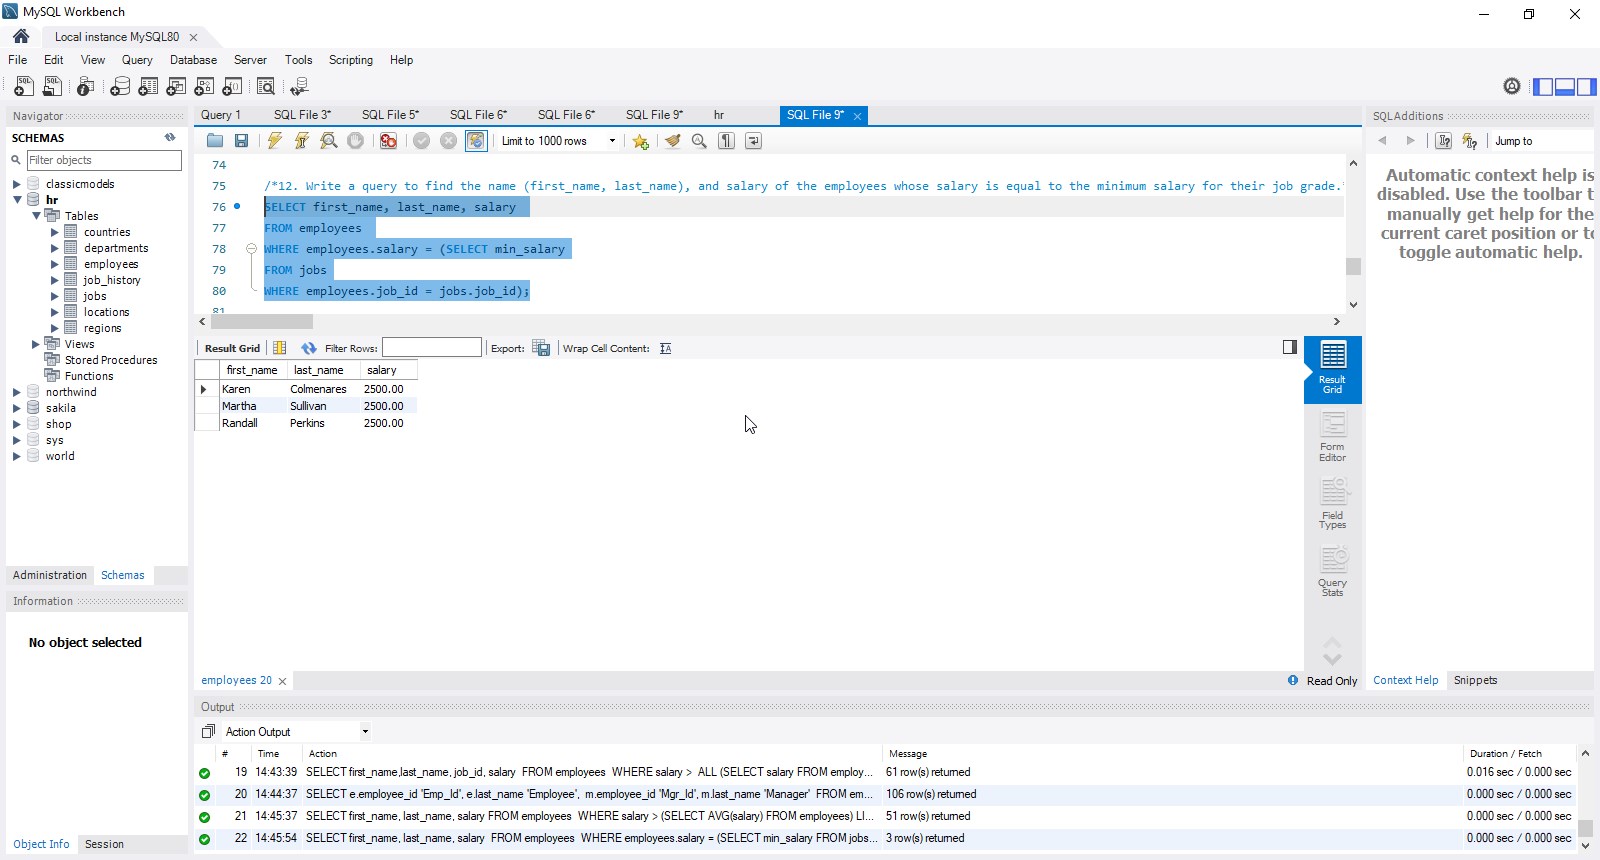 MySQL Workbench
Local instance MySQL80
File Edit View Query Database Server Tools Scripting Help
Navigator
SCHEMAS
Filter objects
classicmodels
hr
Tables
countries
departments
employees
job_history
jobs
locations
regions
Views
Stored Procedures
Functions
northwind
sakila
shop
sys
world
Administration Schemas
Information
No object selected
Object Info Session
Query 1 SQL File 3* SQL File 5* SQL File 6* SQL File 6* SQL File 9* hr SQL File 9*
Limit to 1000 rows
74
75 /*12. Write a query to find the name (first_name, last_name), and salary of the employees whose salary is equal to the minimum salary for their job grade.
76 SELECT first_name, last_name, salary
77 FROM employees
78 WHERE employees.salary = (SELECT min_salary
79 FROM jobs
80 WHERE employees.job_id = jobs.job_id);
81
Result Grid Filter Rows: Export: Wrap Cell Content:
first_name last_name salary
Karen Colmenares 2500.00
Martha Sullivan 2500.00
Randall Perkins 2500.00
Result
Grid
Form
Editor
Field
Types
Query
Stats
employees 20
Read Only
SQLAdditions
Jump to
Automatic context help is
disabled. Use the toolbar t
manually get help for the
current caret position or to
toggle automatic help.
Context Help Snippets
Output
Action Output
# Time Action Message Duration / Fetch
19 14:43:39 SELECT first_name,last_name, job_id, salary FROM employees WHERE salary > ALL (SELECT salary FROM employ... 61 row(s) returned 0.016 sec / 0.000 sec
20 14:44:37 SELECT e.employee_id 'Emp_Id', e.last_name 'Employee', m.employee_id 'Mgr_Id', m.last_name 'Manager' FROM em... 106 row(s) returned 0.000 sec / 0.000 sec
21 14:45:37 SELECT first_name, last_name, salary FROM employees WHERE salary > (SELECT AVG(salary) FROM employees) LI... 51 row(s) returned 0.000 sec / 0.000 sec
22 14:45:54 SELECT first_name, last_name, salary FROM employees WHERE employees.salary = (SELECT min_salary FROM jobs... 3 row(s) returned 0.000 sec / 0.000 sec